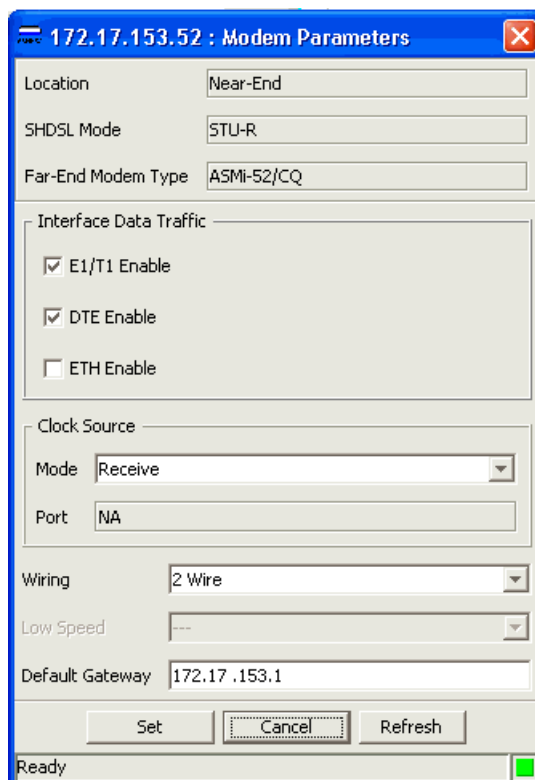 172.17.153.52 : Modem Parameters
Location Near-End
SHDSL Mode STU-R
Far-End Modem Type ASMi-52/CQ
Interface Data Traffic
E1/T1 Enable
DTE Enable
ETH Enable
Clock Source
Mode Receive
Port NA
Wiring 2 Wire
Low Speed ---
Default Gateway 172.17 .153.1
Set Cancel Refresh
Ready